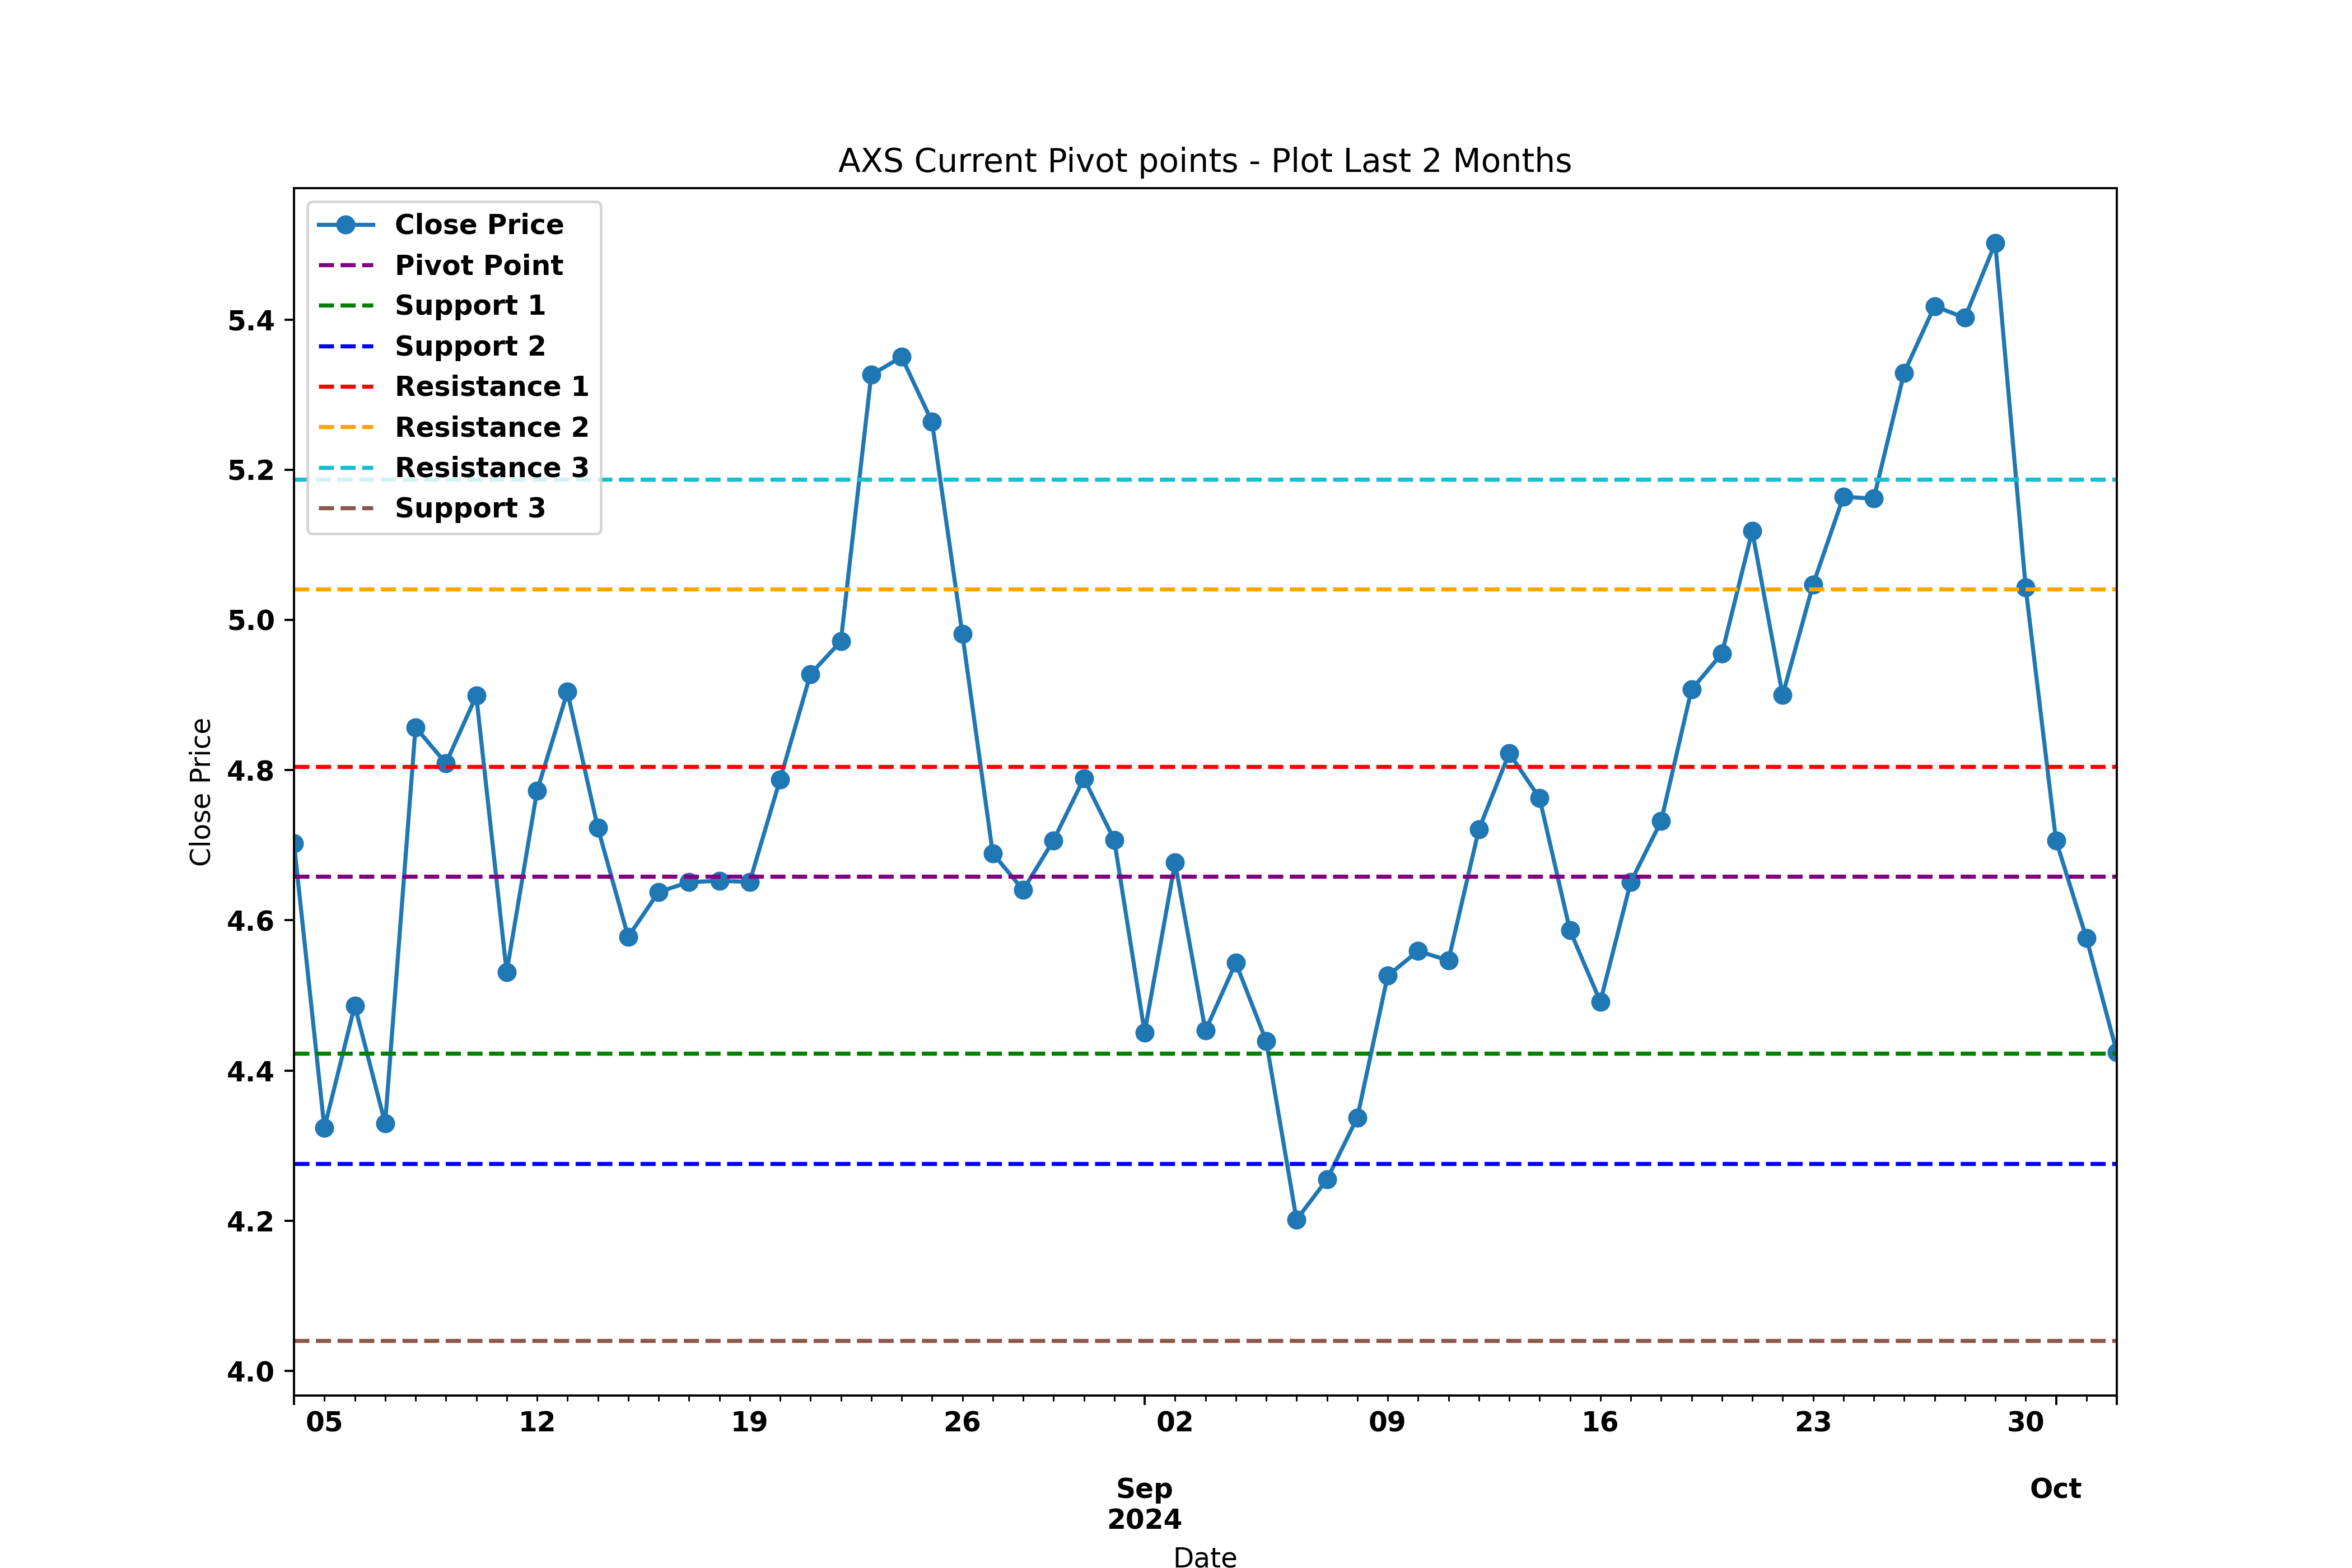 AXS Current Pivot points - Plot Last 2 Months
Close Price
Pivot Point
Support 1
Support 2
Resistance 1
Resistance 2
Resistance 3
Support 3
5.4
5.2
5.0
4.8
4.6
4.4
4.2
4.0
Close Price
05 12 19 26 02 09 16 23 30
Sep Oct
2024
Date